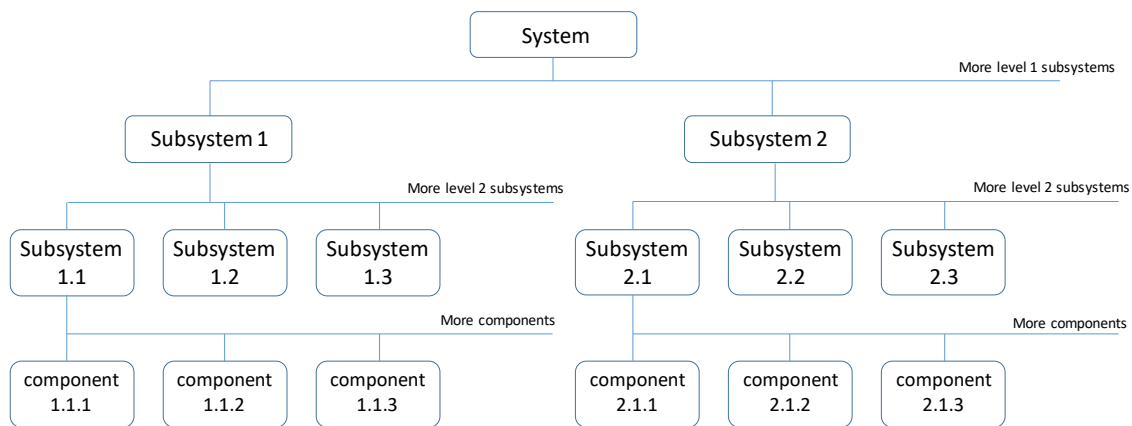 System
More level 1 subsystems
Subsystem 1
Subsystem 2
More level 2 subsystems
More level 2 subsystems
Subsystem
1.1
Subsystem
1.2
Subsystem
1.3
Subsystem
2.1
Subsystem
2.2
Subsystem
2.3
More components
More components
component
1.1.1
component
1.1.2
component
1.1.3
component
2.1.1
component
2.1.2
component
2.1.3